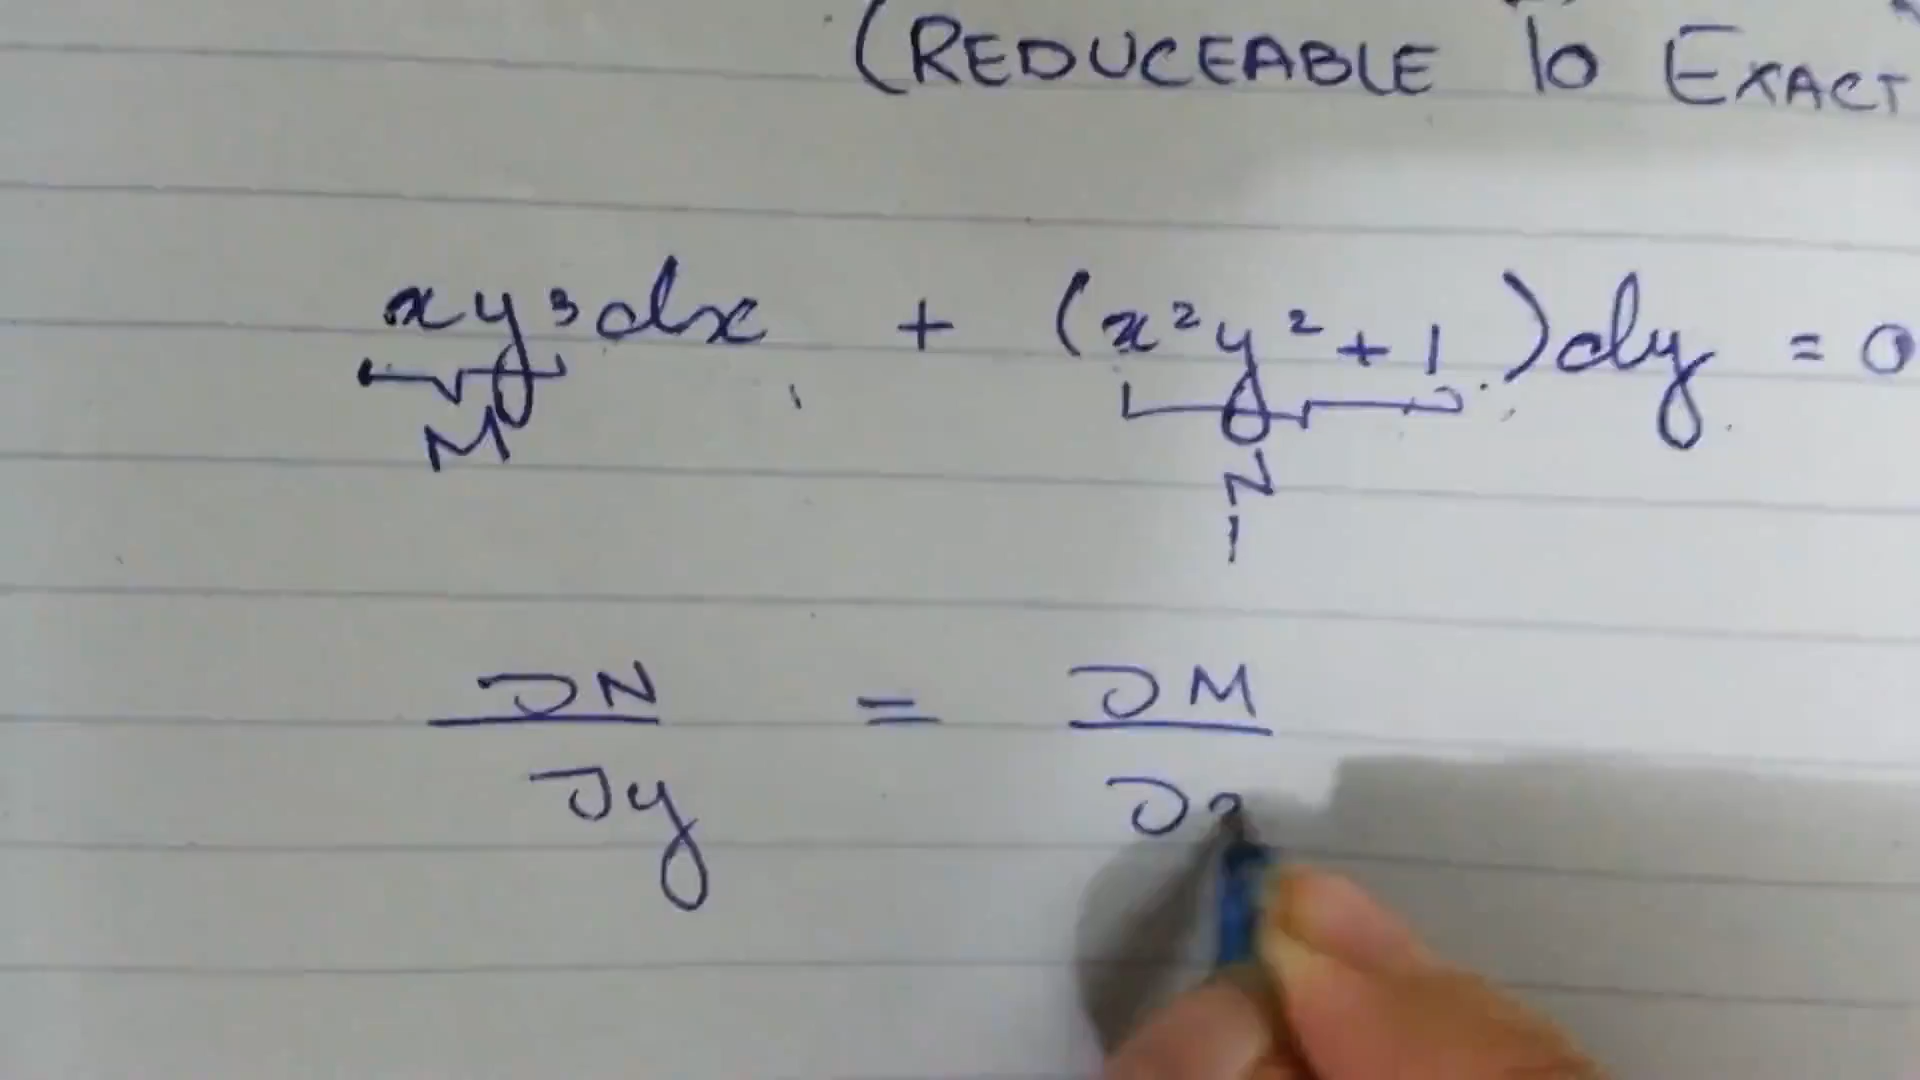 (REDUCEABLE TO EXACT
xy³dx + (x²y²+1)dy = 0
M N
∂N = ∂M
∂y ∂x